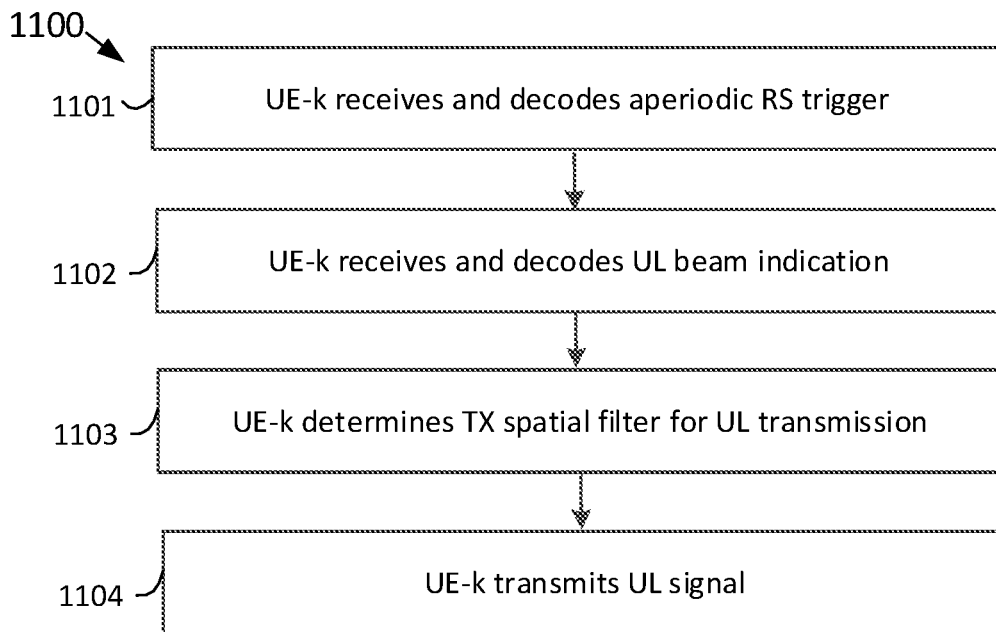 1100
1101
UE-k receives and decodes aperiodic RS trigger
1102
UE-k receives and decodes UL beam indication
1103
UE-k determines TX spatial filter for UL transmission
1104
UE-k transmits UL signal